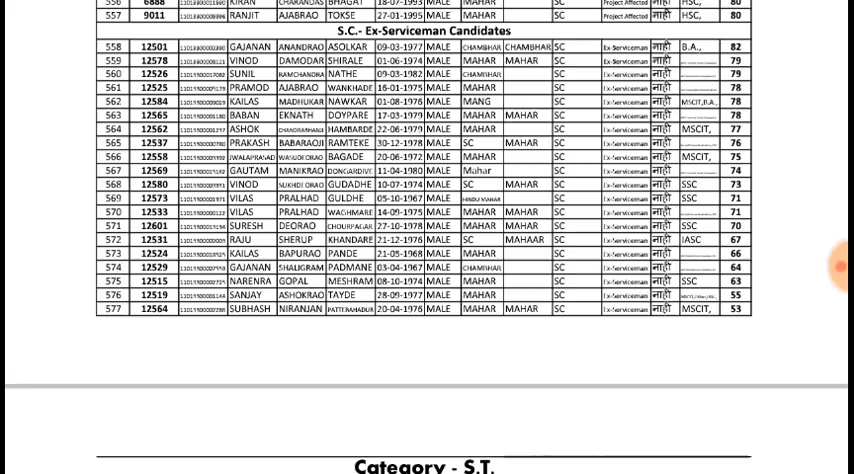 556 6888 KIRAN CHARANDAS BHAGAT 18-07-1993 MALE MAHAR SC Project Affected नाही HSC, 80
557 9011 RANJIT AJABRAO TOKSE 27-01-1995 MALE MAHAR SC Project Affected नाही HSC, 80
S.C.- Ex-Serviceman Candidates
558 12501 GAJANAN ANANDRAO ASOLKAR 09-03-1977 MALE CHAMBHAR CHAMBHAR SC Ex-Serviceman नाही B.A., 82
559 12578 VINOD DAMODAR SHIRALE 01-06-1974 MALE MAHAR MAHAR SC Ex-Serviceman नाही 79
560 12526 SUNIL RAMCHANDRA NATHE 09-03-1982 MALE CHAMBHAR SC Ex-Serviceman नाही 79
561 12525 PRAMOD AJABRAO WANKHADE 16-01-1975 MALE MAHAR SC Ex-Serviceman नाही 78
562 12584 KAILAS MADHUKAR NAWKAR 01-08-1976 MALE MANG SC Ex-Serviceman नाही MSCIT,B.A., 78
563 12565 BABAN EKNATH DOYPARE 17-03-1979 MALE MAHAR MAHAR SC Ex-Serviceman नाही 78
564 12562 ASHOK HAMBARDE 22-06-1979 MALE MAHAR SC Ex-Serviceman नाही MSCIT, 77
565 12537 PRAKASH BABARAOJI RAMTEKE 30-12-1978 MALE SC MAHAR SC Ex-Serviceman नाही 76
566 12558 JWALAPRASAD WASUDEORAO BAGADE 20-06-1972 MALE MAHAR SC Ex-Serviceman नाही MSCIT, 75
567 12569 GAUTAM MANIKRAO DONGARDIVE 11-04-1980 MALE Mahar SC Ex-Serviceman नाही 74
568 12580 VINOD SUKHDEORAO GUDADHE 10-07-1974 MALE SC MAHAR SC Ex-Serviceman नाही SSC 73
569 12573 VILAS PRALHAD GULDHE 05-10-1967 MALE HINDU MAHAR SC Ex-Serviceman नाही SSC 71
570 12533 VILAS PRALHAD WAGHMARE 14-09-1975 MALE MAHAR MAHAR SC Ex-Serviceman नाही 71
571 12601 SURESH DEORAO CHOURPAGAR 27-10-1978 MALE MAHAR MAHAR SC Ex-Serviceman नाही SSC 70
572 12531 RAJU SHERUP KHANDARE 21-12-1976 MALE SC MAHAAR SC Ex-Serviceman नाही IASC 67
573 12524 KAILAS BAPURAO PANDE 21-05-1968 MALE MAHAR SC Ex-Serviceman नाही 66
574 12529 GAJANAN SHALIGRAM PADMANE 03-04-1967 MALE CHAMBHAR SC Ex-Serviceman नाही 64
575 12515 NARENRA GOPAL MESHRAM 08-10-1974 MALE MAHAR SC Ex-Serviceman नाही SSC 63
576 12519 SANJAY ASHOKRAO TAYDE 28-09-1977 MALE MAHAR SC Ex-Serviceman नाही 55
577 12564 SUBHASH NIRANJAN PATTEBAHADUR 20-04-1976 MALE MAHAR MAHAR SC Ex-Serviceman नाही MSCIT, 53
Category - S.T.